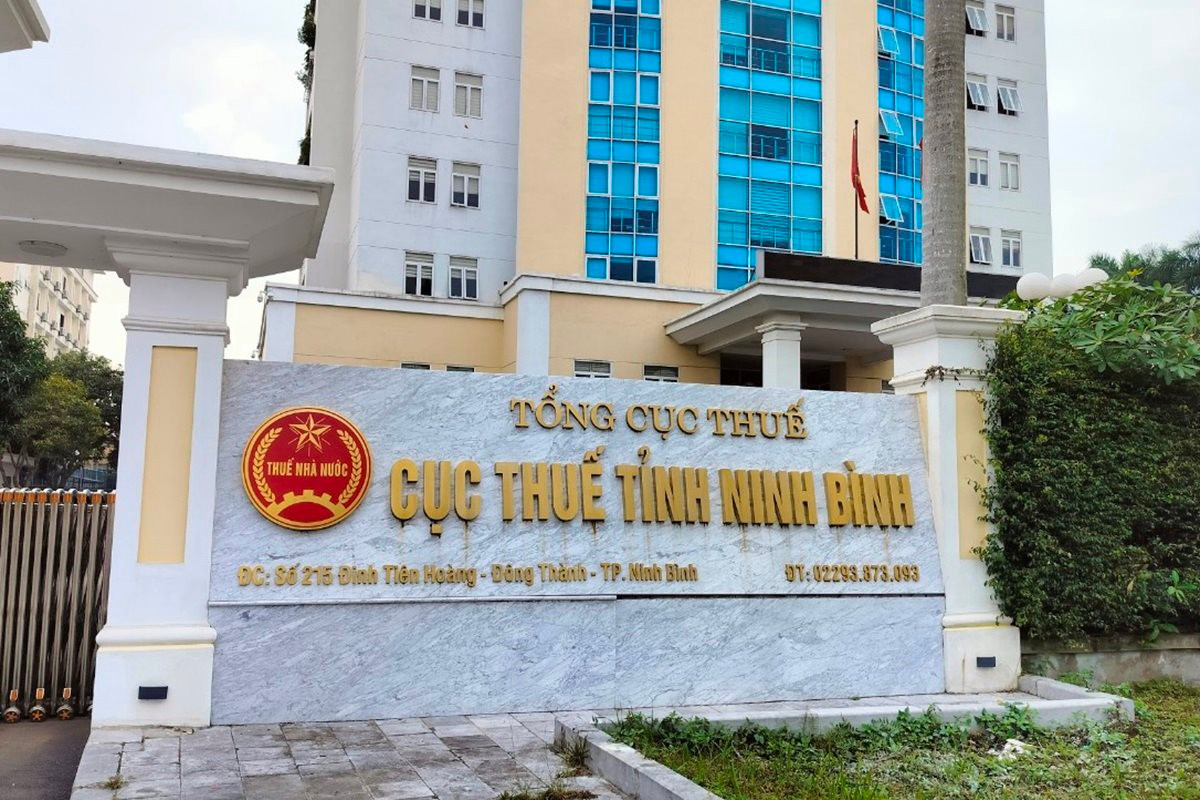 TỔNG CỤC THUẾ
THUẾ NHÀ NƯỚC
CỤC THUẾ TỈNH NINH BÌNH
ĐC: Số 215 Đinh Tiên Hoàng - Đông Thành - TP. Ninh Bình
ĐT: 02293.873.093